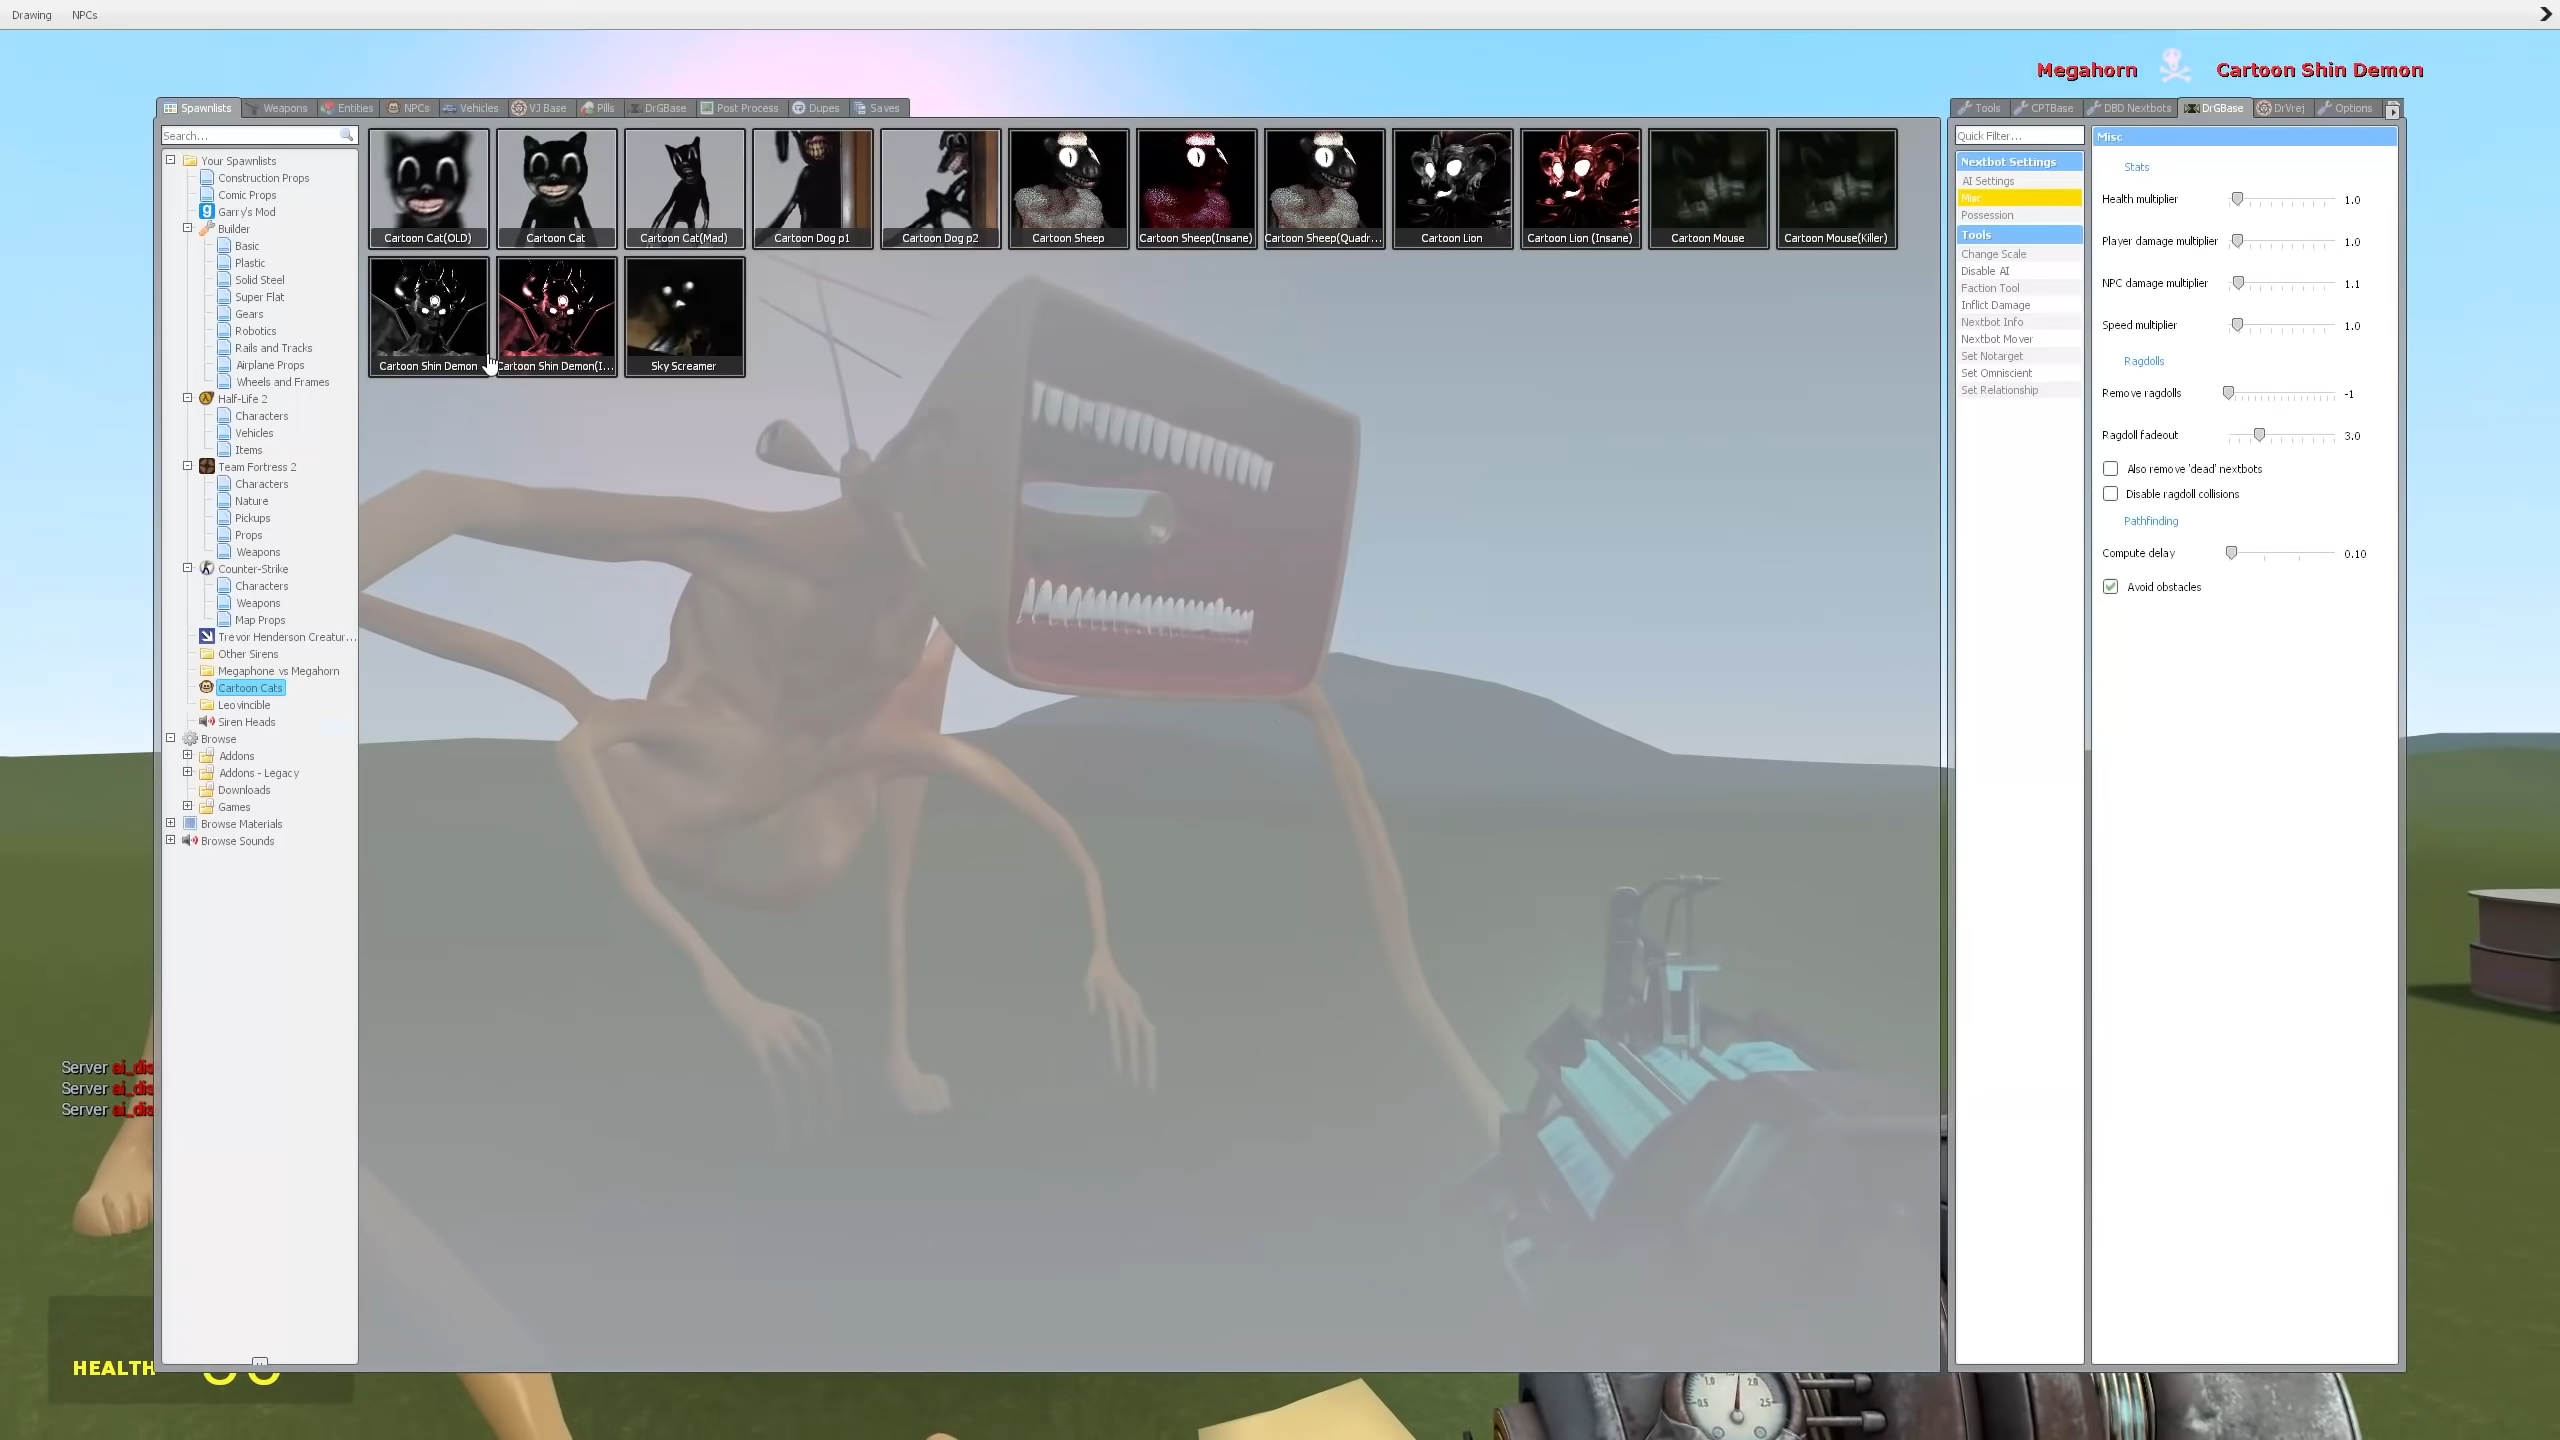 Drawing NPCs
Megahorn Cartoon Shin Demon
Spawnlists Weapons Entities NPCs Vehicles VJ Base Pills DrGBase Post Process Dupes Saves
Search...
Your Spawnlists
Construction Props
Comic Props
Garry's Mod
Builder
Basic
Plastic
Solid Steel
Super Flat
Gears
Robotics
Rails and Tracks
Airplane Props
Wheels and Frames
Half-Life 2
Characters
Vehicles
Items
Team Fortress 2
Characters
Nature
Pickups
Props
Weapons
Counter-Strike
Characters
Weapons
Map Props
Trevor Henderson Creatur...
Other Sirens
Megaphone vs Megahorn
Cartoon Cats
Leovincible
Siren Heads
Browse
Addons
Addons - Legacy
Downloads
Games
Browse Materials
Browse Sounds
Cartoon Cat(OLD) Cartoon Cat Cartoon Cat(Mad) Cartoon Dog p1 Cartoon Dog p2 Cartoon Sheep Cartoon Sheep(Insane) Cartoon Sheep(Quadr... Cartoon Lion Cartoon Lion (Insane) Cartoon Mouse Cartoon Mouse(Killer)
Cartoon Shin Demon Cartoon Shin Demon(I... Sky Screamer
Tools CPTBase DBD Nextbots DrGBase DrVrej Options
Quick Filter...
Nextbot Settings
AI Settings
Misc
Possession
Tools
Change Scale
Disable AI
Faction Tool
Inflict Damage
Nextbot Info
Nextbot Mover
Set Notarget
Set Omniscient
Set Relationship
Misc
Stats
Health multiplier 1.0
Player damage multiplier 1.0
NPC damage multiplier 1.1
Speed multiplier 1.0
Ragdolls
Remove ragdolls -1
Ragdoll fadeout 3.0
Also remove 'dead' nextbots
Disable ragdoll collisions
Pathfinding
Compute delay 0.10
Avoid obstacles
Server ai_dis
Server ai_dis
Server ai_dis
HEALTH